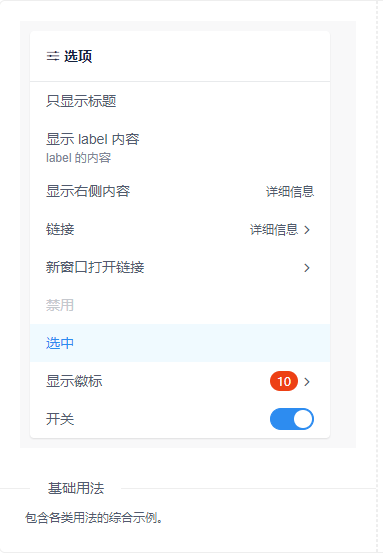 选项
只显示标题
显示 label 内容
label 的内容
显示右侧内容 详细信息
链接 详细信息
新窗口打开链接
禁用
选中
显示徽标 10
开关
基础用法
包含各类用法的综合示例。